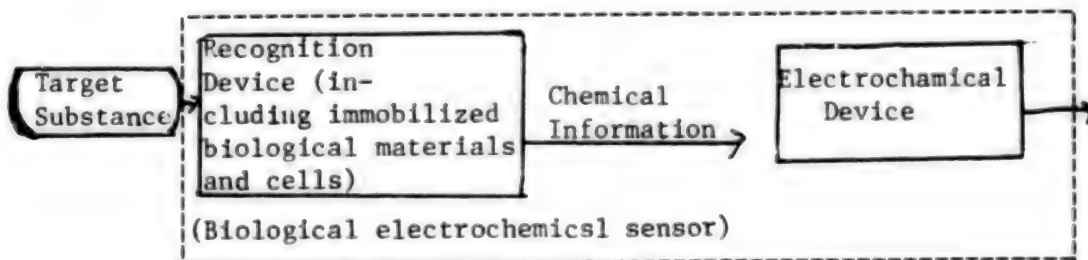 Target
Substance
Recognition
Device (in-
cluding immobilized
biological materials
and cells)
Chemical
Information
Electrochamical
Device
(Biological electrochemicsl sensor)